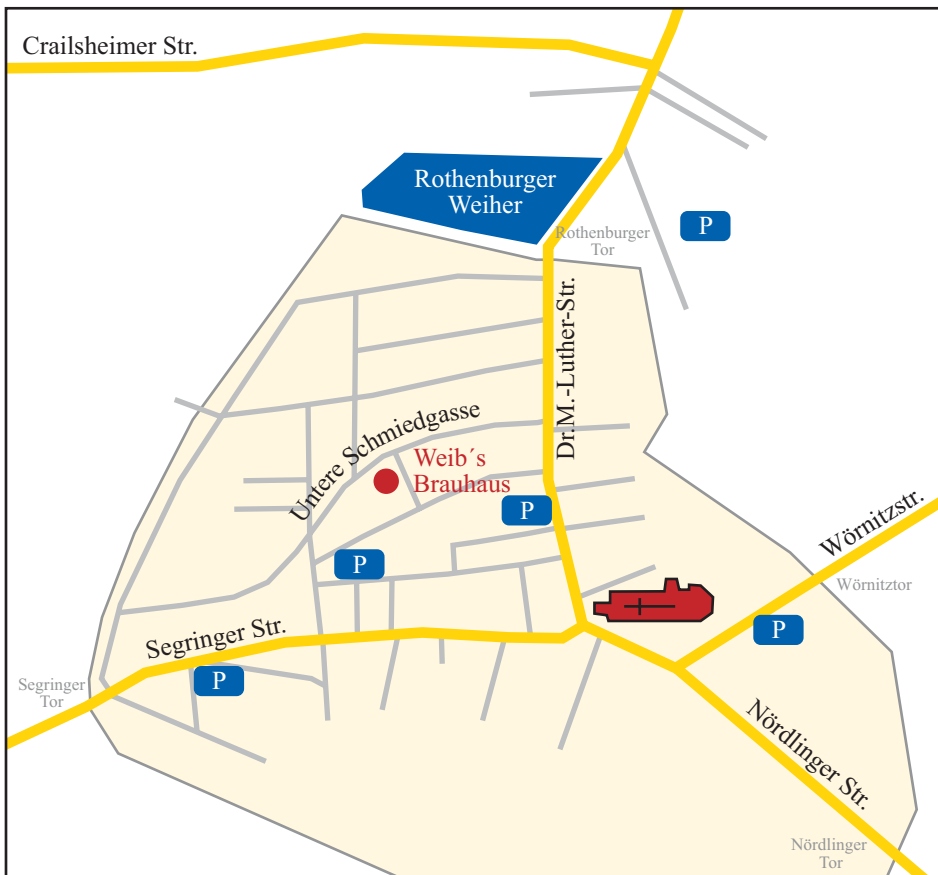 Crailsheimer Str.
Rothenburger
Weiher
P
Rothenburger
Tor
Dr.M.-Luther-Str.
Untere Schmiedgasse
Weib´s
Brauhaus
P
Wörnitzstr.
P
Wörnitztor
P
Segringer Str.
P
Segringer
Tor
Nördlinger Str.
Nördlinger
Tor